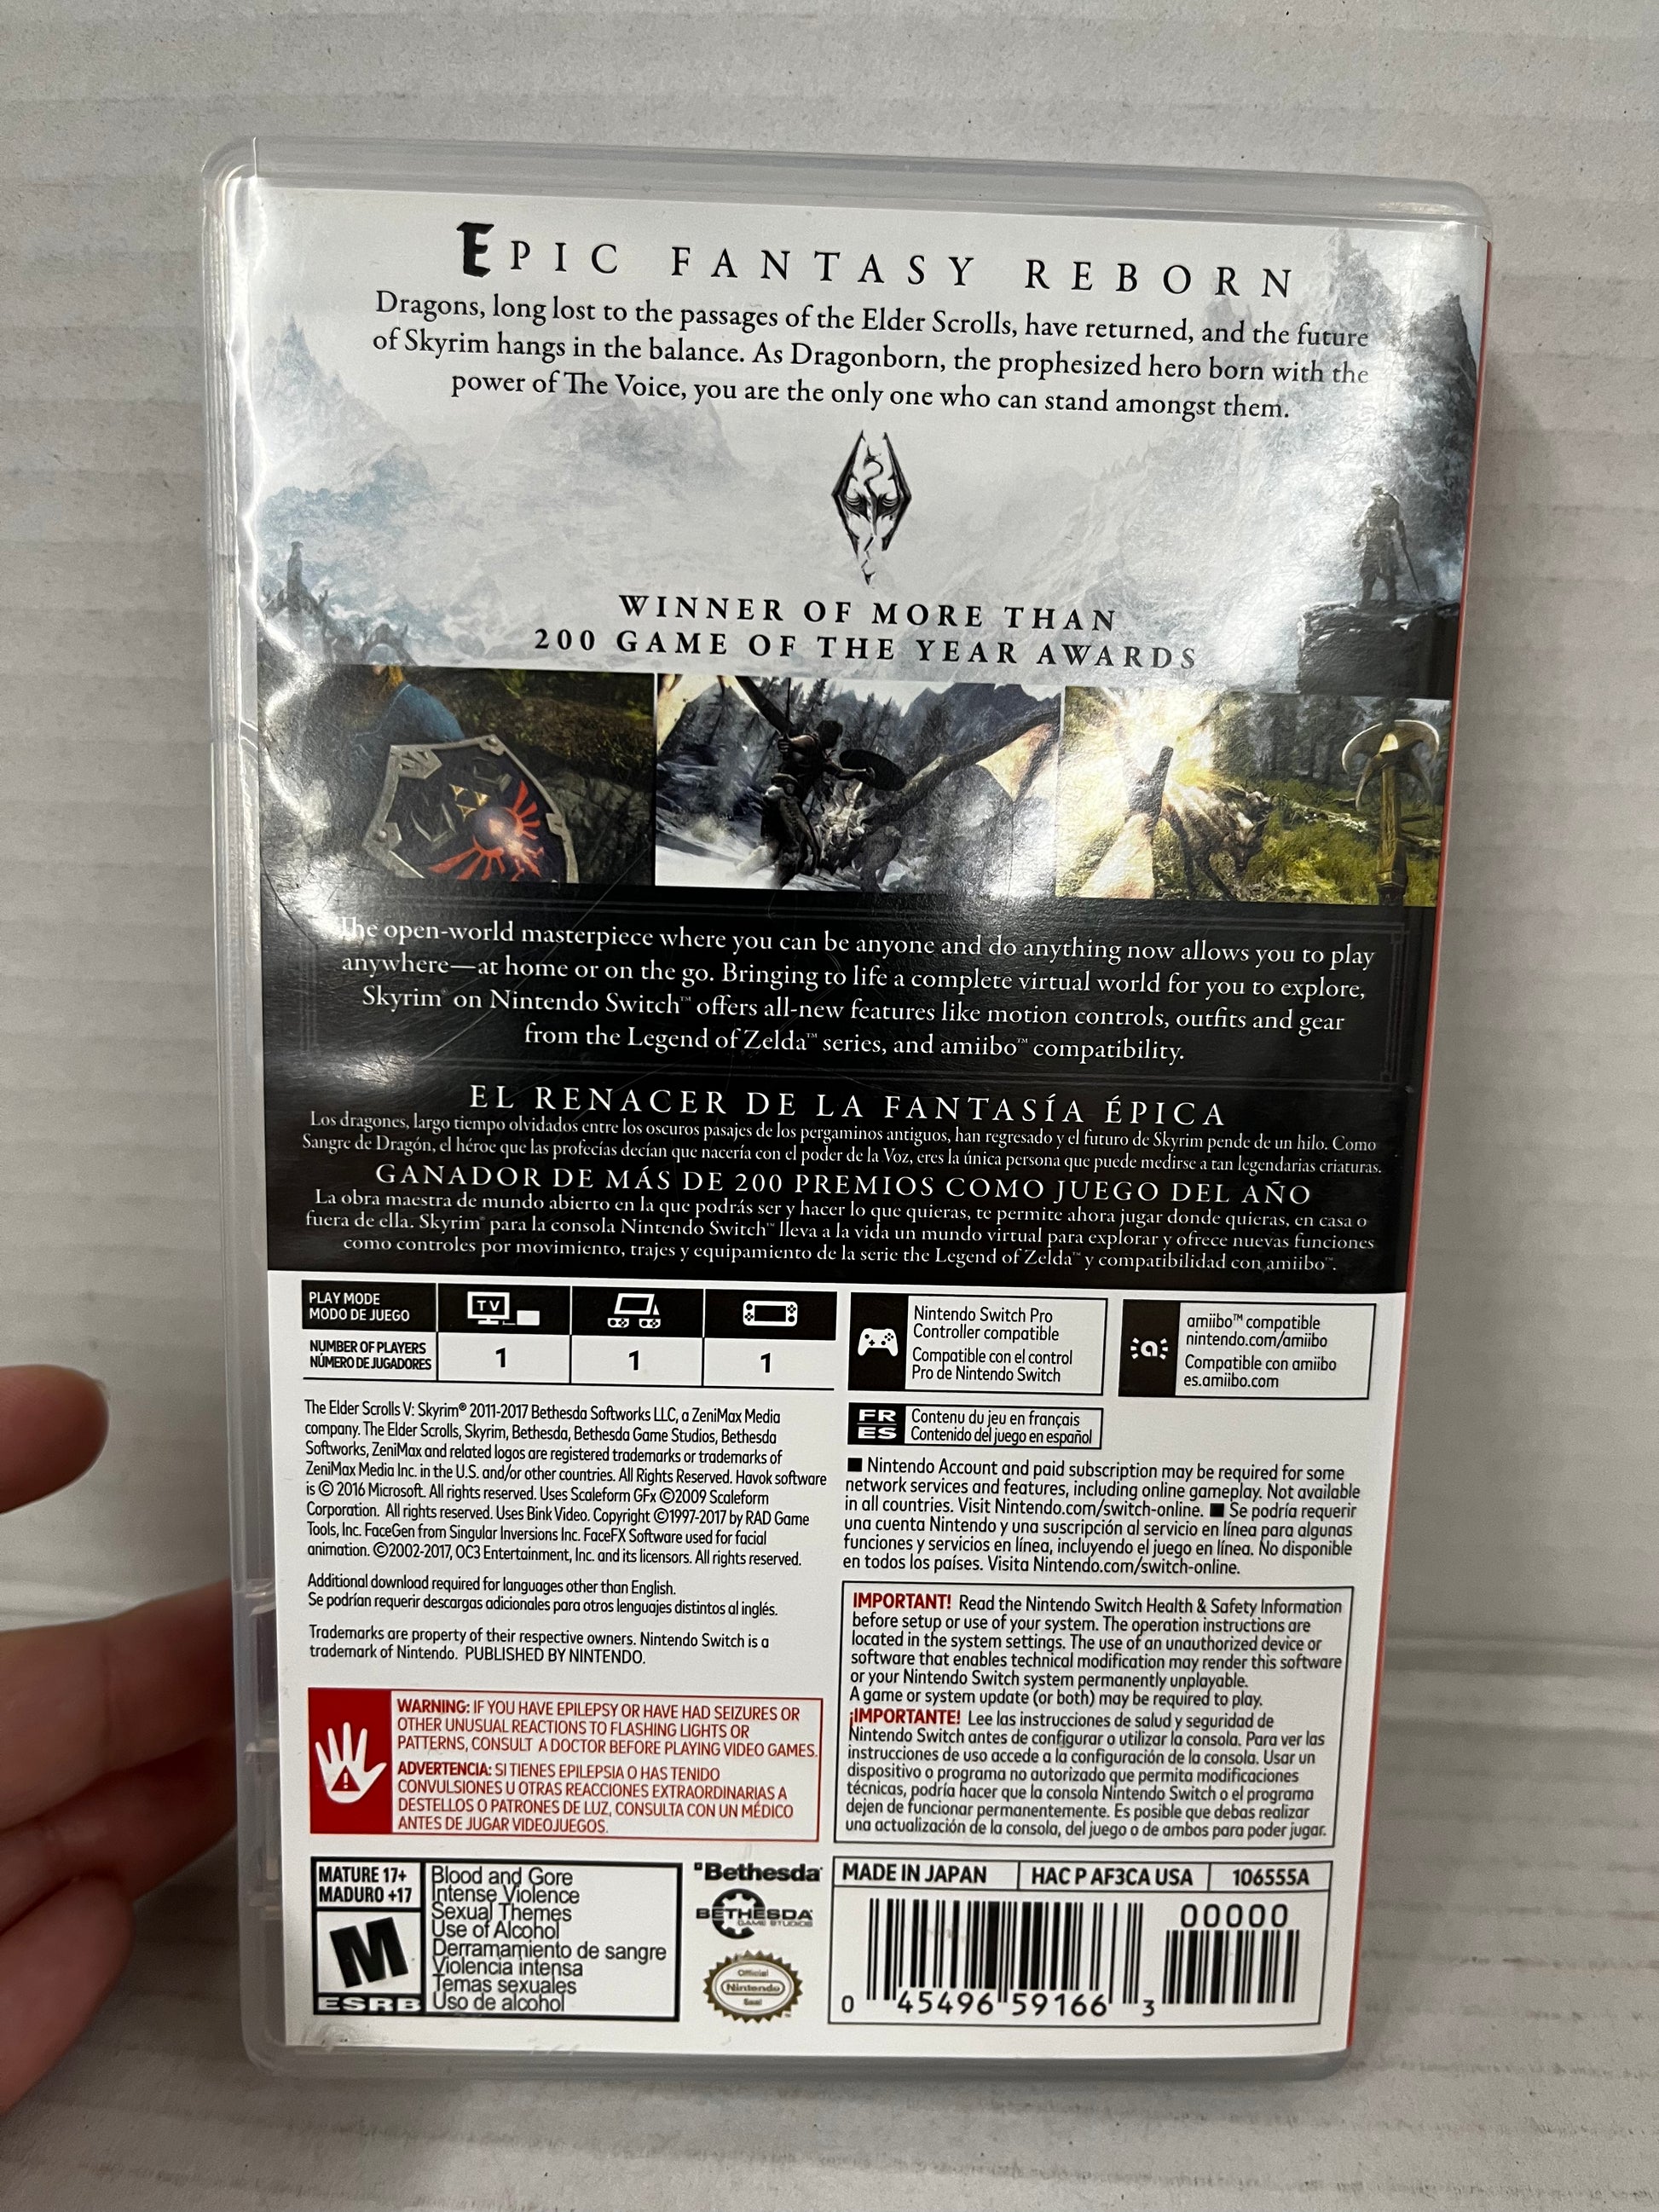 EPIC FANTASY REBORN
Dragons, long lost to the passages of the Elder Scrolls, have returned, and the future
of Skyrim hangs in the balance. As Dragonborn, the prophesized hero born with the
power of The Voice, you are the only one who can stand amongst them.
WINNER OF MORE THAN
200 GAME OF THE YEAR AWARDS
The open-world masterpiece where you can be anyone and do anything now allows you to play
anywhere—at home or on the go. Bringing to life a complete virtual world for you to explore,
Skyrim® on Nintendo Switch™ offers all-new features like motion controls, outfits and gear
from the Legend of Zelda™ series, and amiibo™ compatibility.
EL RENACER DE LA FANTASÍA ÉPICA
Los dragones, largo tiempo olvidados entre los oscuros pasajes de los pergaminos antiguos, han regresado y el futuro de Skyrim pende de un hilo. Como
Sangre de Dragón, el héroe que las profecías decían que nacería con el poder de la Voz, eres la única persona que puede medirse a tan legendarias criaturas.
GANADOR DE MÁS DE 200 PREMIOS COMO JUEGO DEL AÑO
La obra maestra de mundo abierto en la que podrás ser y hacer lo que quieras, te permite ahora jugar donde quieras, en casa o
fuera de ella. Skyrim® para la consola Nintendo Switch™ lleva a la vida un mundo virtual para explorar y ofrece nuevas funciones
como controles por movimiento, trajes y equipamiento de la serie the Legend of Zelda™ y compatibilidad con amiibo™.
PLAY MODE
MODO DE JUEGO
TV
NUMBER OF PLAYERS
NÚMERO DE JUGADORES
1 1 1
Nintendo Switch Pro
Controller compatible
Compatible con el control
Pro de Nintendo Switch
a
amiibo™ compatible
nintendo.com/amiibo
Compatible con amiibo
es.amiibo.com
FR Contenu du jeu en français
ES Contenido del juego en español
The Elder Scrolls V: Skyrim® 2011-2017 Bethesda Softworks LLC, a ZeniMax Media
company. The Elder Scrolls, Skyrim, Bethesda, Bethesda Game Studios, Bethesda
Softworks, ZeniMax and related logos are registered trademarks or trademarks of
ZeniMax Media Inc. in the U.S. and/or other countries. All Rights Reserved. Havok software
is © 2016 Microsoft. All rights reserved. Uses Scaleform GFx ©2009 Scaleform
Corporation. All rights reserved. Uses Bink Video. Copyright ©1997-2017 by RAD Game
Tools, Inc. FaceGen from Singular Inversions Inc. FaceFX Software used for facial
animation. ©2002-2017, OC3 Entertainment, Inc. and its licensors. All rights reserved.
Additional download required for languages other than English.
Se podrían requerir descargas adicionales para otros lenguajes distintos al inglés.
Trademarks are property of their respective owners. Nintendo Switch is a
trademark of Nintendo. PUBLISHED BY NINTENDO.
■ Nintendo Account and paid subscription may be required for some
network services and features, including online gameplay. Not available
in all countries. Visit Nintendo.com/switch-online. ■ Se podría requerir
una cuenta Nintendo y una suscripción al servicio en línea para algunas
funciones y servicios en línea, incluyendo el juego en línea. No disponible
en todos los países. Visita Nintendo.com/switch-online.
IMPORTANT! Read the Nintendo Switch Health & Safety Information
before setup or use of your system. The operation instructions are
located in the system settings. The use of an unauthorized device or
software that enables technical modification may render this software
or your Nintendo Switch system permanently unplayable.
A game or system update (or both) may be required to play.
¡IMPORTANTE! Lee las instrucciones de salud y seguridad de
Nintendo Switch antes de configurar o utilizar la consola. Para ver las
instrucciones de uso accede a la configuración de la consola. Usar un
dispositivo o programa no autorizado que permita modificaciones
técnicas, podría hacer que la consola Nintendo Switch o el programa
dejen de funcionar permanentemente. Es posible que debas realizar
una actualización de la consola, del juego o de ambos para poder jugar.
WARNING: IF YOU HAVE EPILEPSY OR HAVE HAD SEIZURES OR
OTHER UNUSUAL REACTIONS TO FLASHING LIGHTS OR
PATTERNS, CONSULT A DOCTOR BEFORE PLAYING VIDEO GAMES.
ADVERTENCIA: SI TIENES EPILEPSIA O HAS TENIDO
CONVULSIONES U OTRAS REACCIONES EXTRAORDINARIAS A
DESTELLOS O PATRONES DE LUZ, CONSULTA CON UN MÉDICO
ANTES DE JUGAR VIDEOJUEGOS.
MATURE 17+
MADURO +17
M
ESRB
Blood and Gore
Intense Violence
Sexual Themes
Use of Alcohol
Derramamiento de sangre
Violencia intensa
Temas sexuales
Uso de alcohol
Bethesda
BETHESDA
GAME STUDIOS
Official
Nintendo
Seal
MADE IN JAPAN HAC P AF3CA USA 106555A
00000
0 45496 59166 3